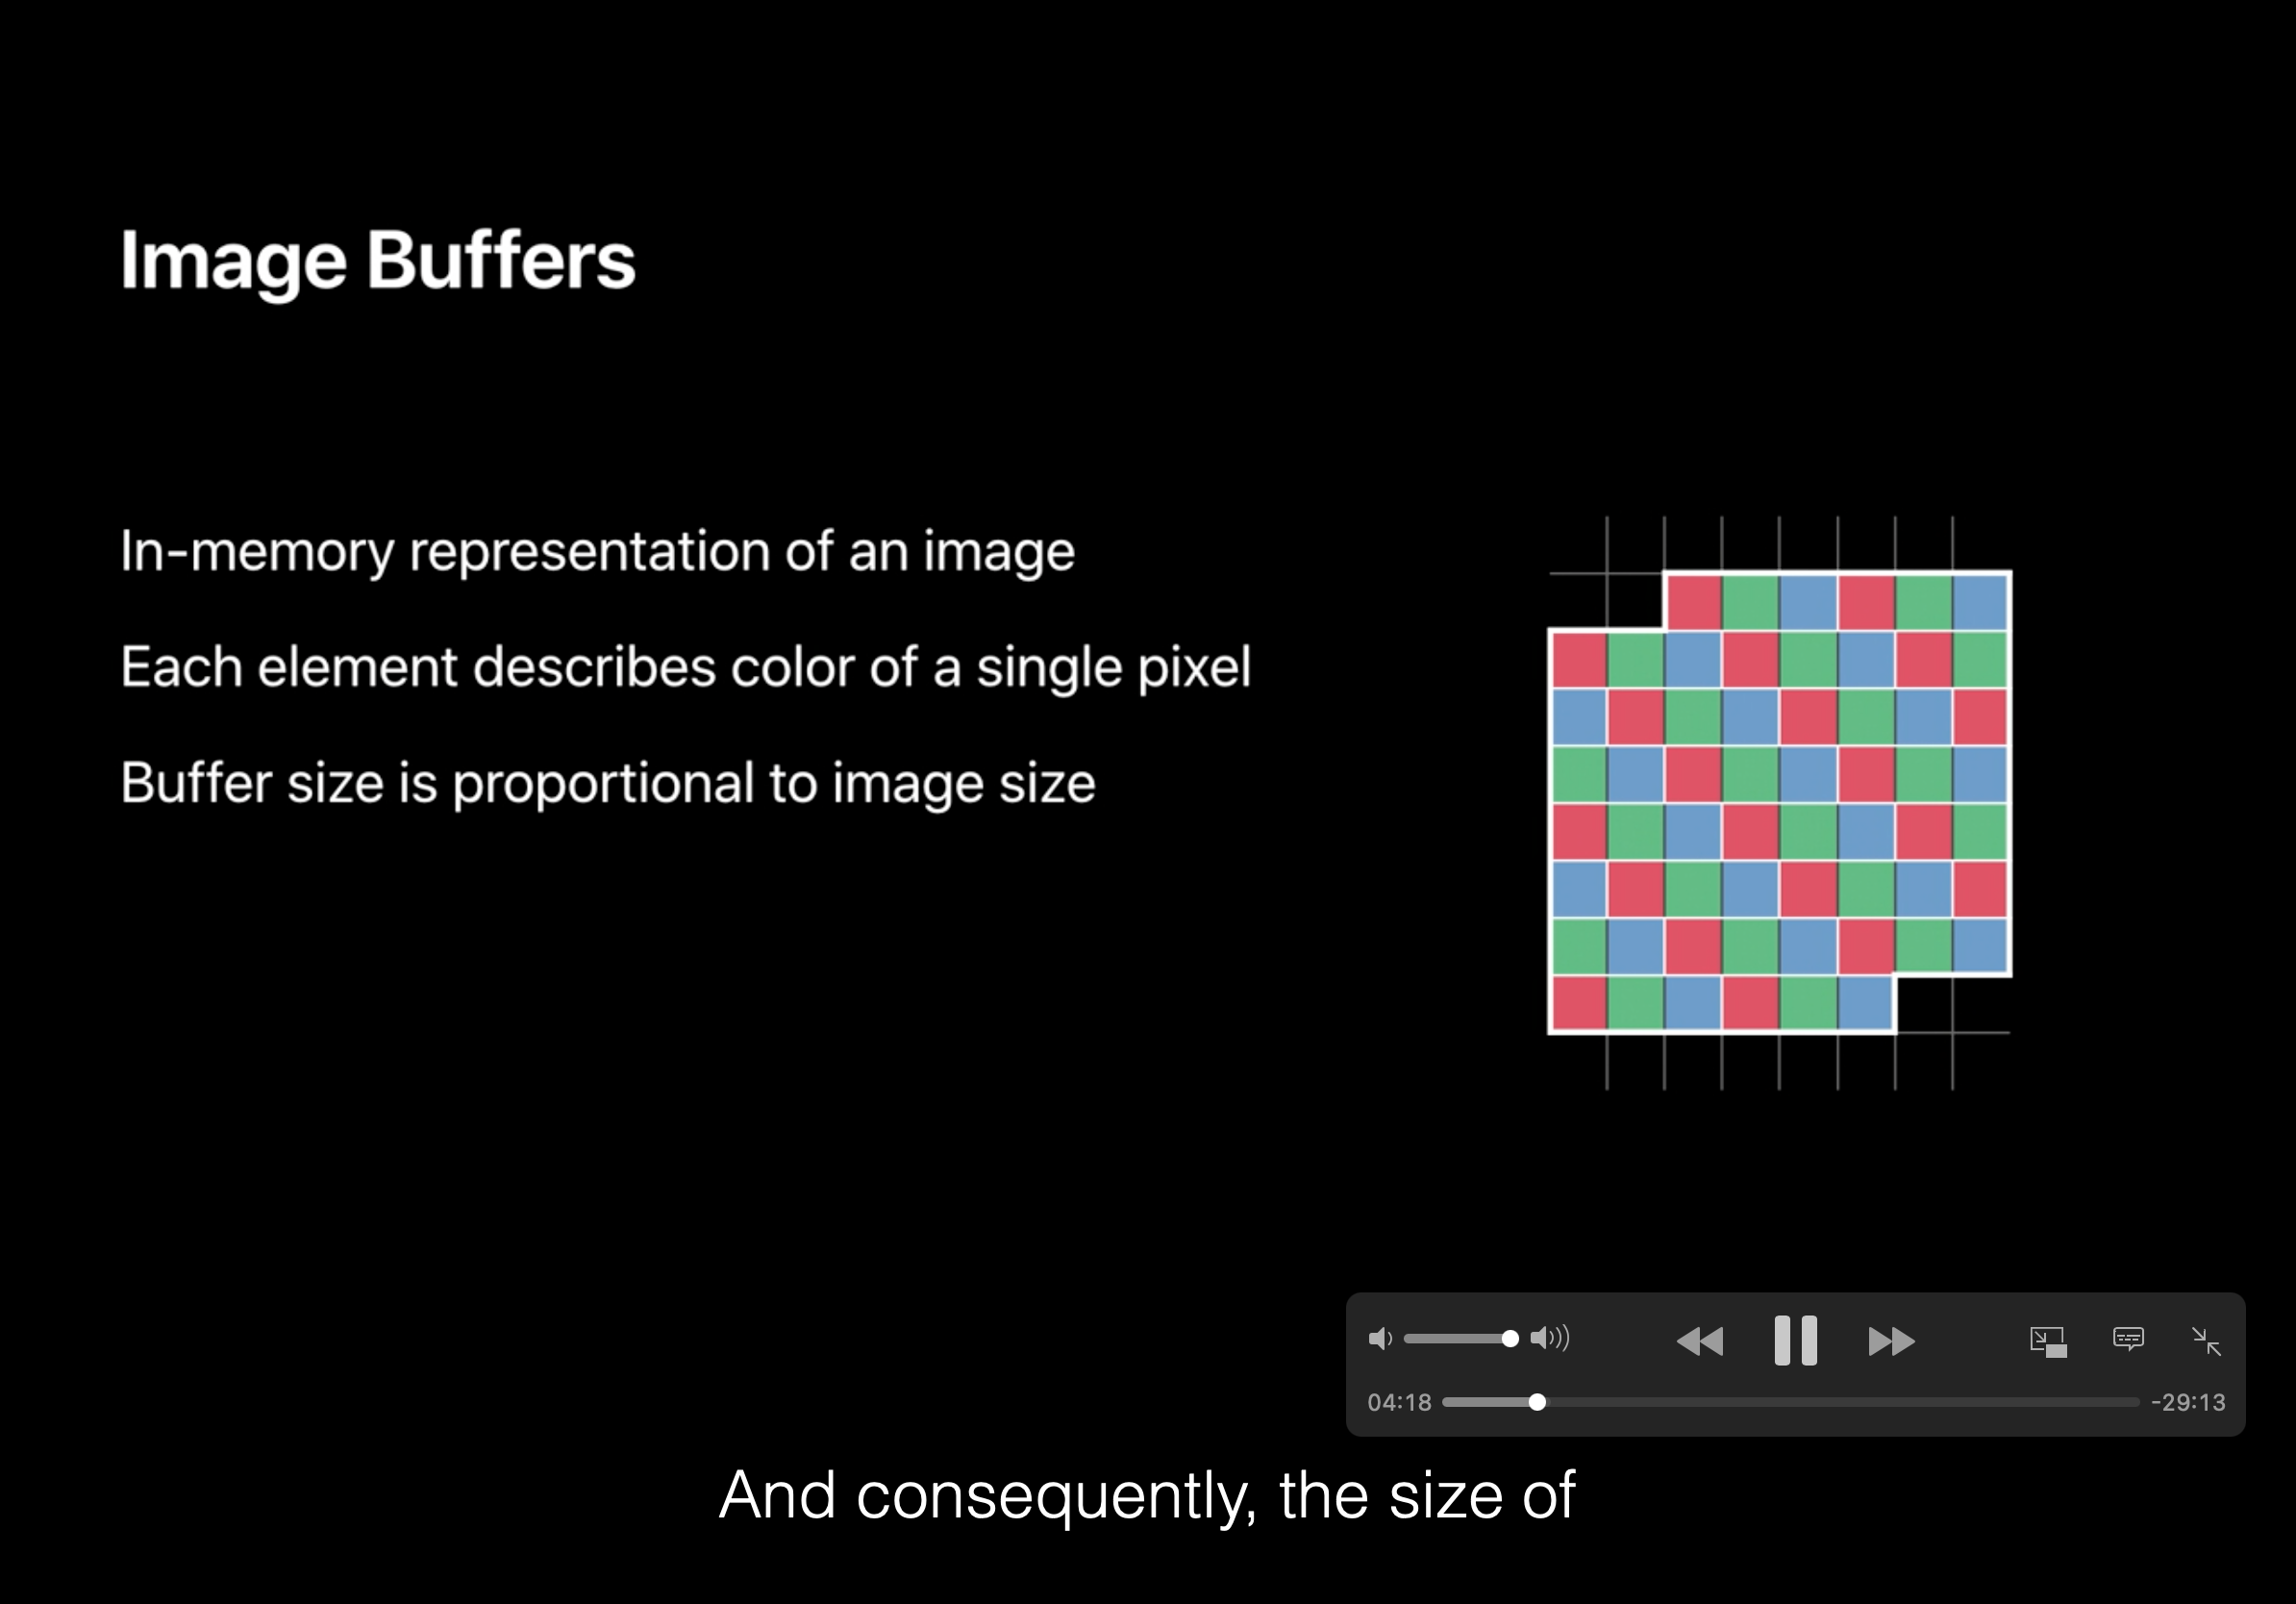 Image Buffers
In-memory representation of an image
Each element describes color of a single pixel
Buffer size is proportional to image size
04:18
-29:13
And consequently, the size of